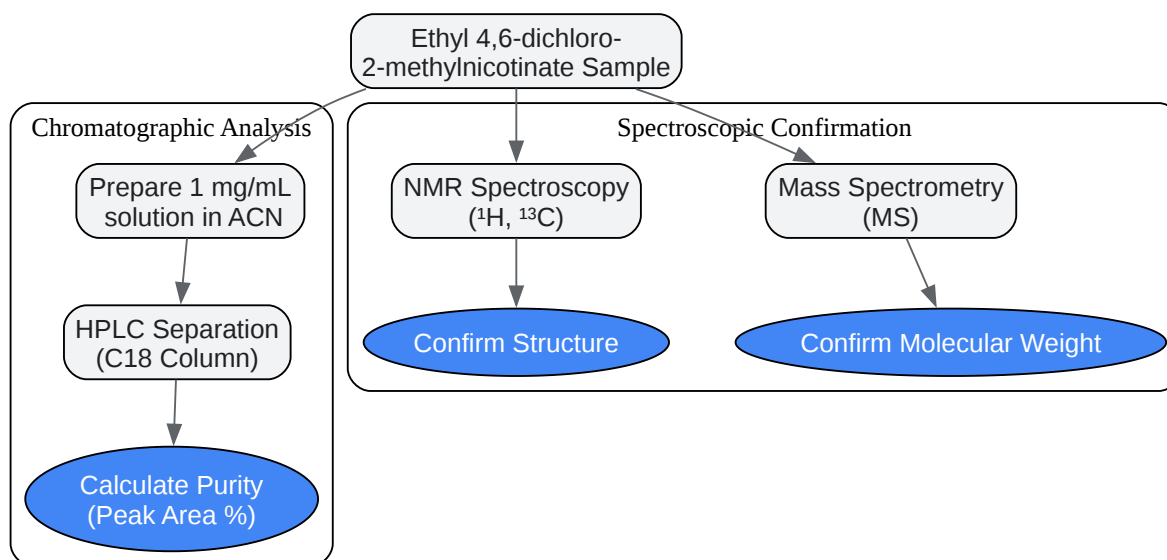 Ethyl 4,6-dichloro-
2-methylnicotinate Sample
Chromatographic Analysis
Prepare 1 mg/mL
solution in ACN
HPLC Separation
(C18 Column)
Calculate Purity
(Peak Area %)
Spectroscopic Confirmation
NMR Spectroscopy
(¹H, ¹³C)
Confirm Structure
Mass Spectrometry
(MS)
Confirm Molecular Weight